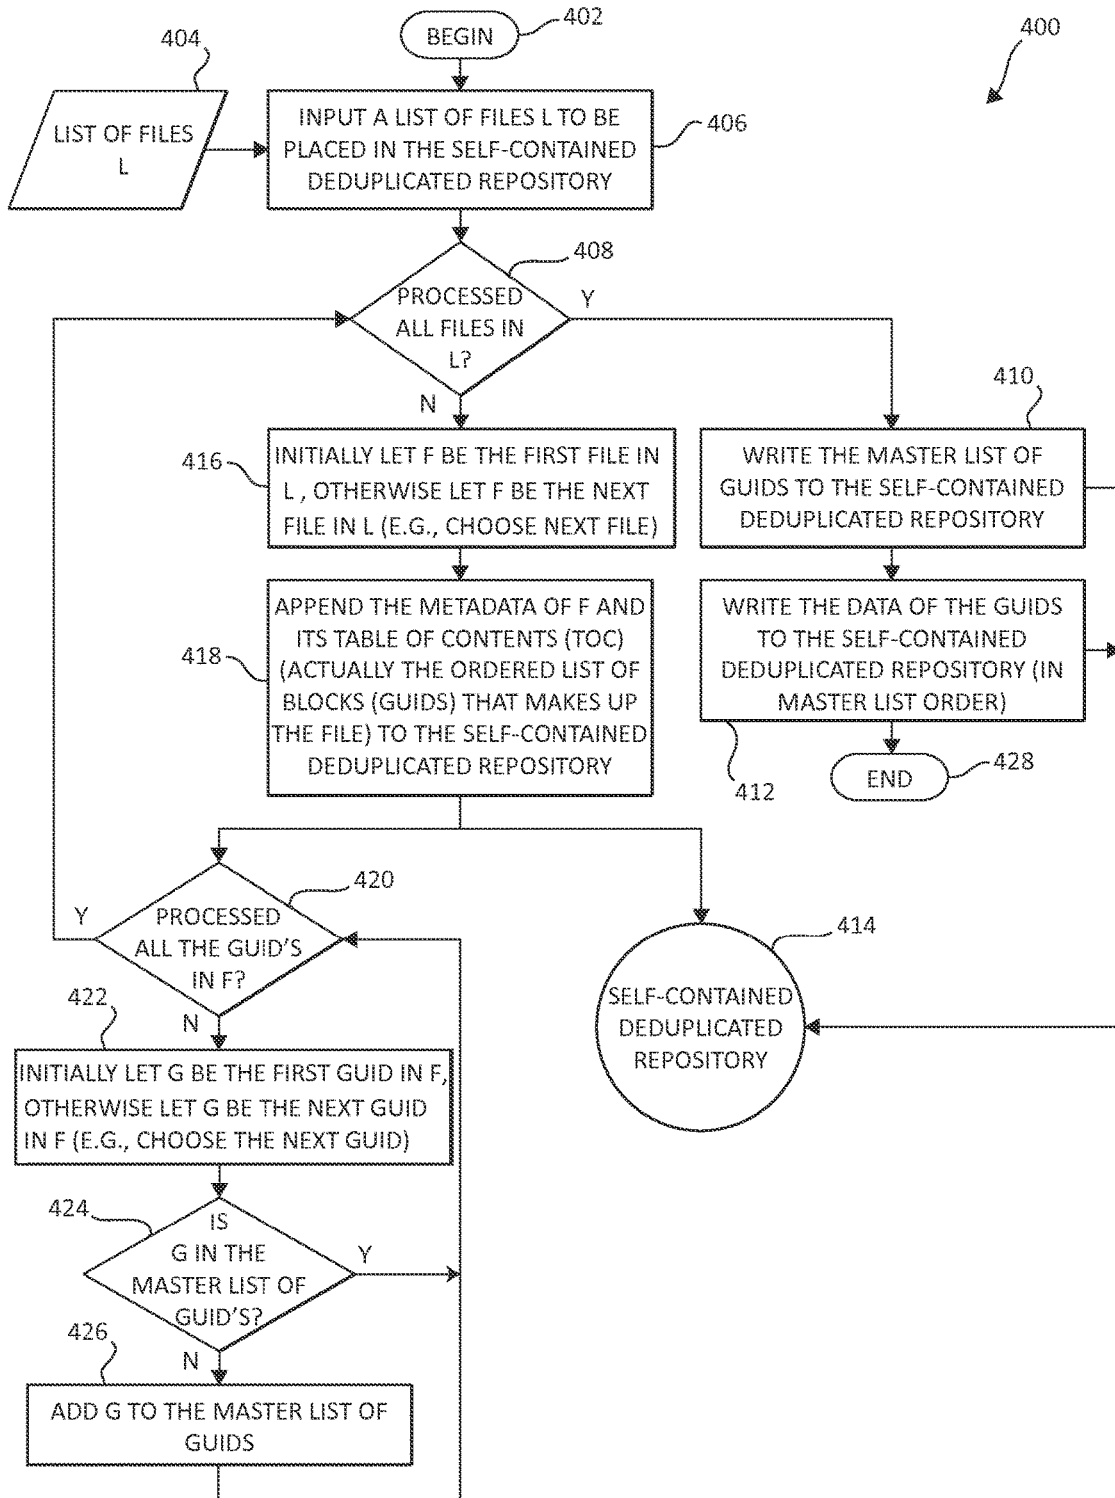 400
402
BEGIN
404
LIST OF FILES
L
INPUT A LIST OF FILES L TO BE
PLACED IN THE SELF-CONTAINED
DEDUPLICATED REPOSITORY
406
408
PROCESSED
ALL FILES IN
L?
Y
N
410
WRITE THE MASTER LIST OF
GUIDS TO THE SELF-CONTAINED
DEDUPLICATED REPOSITORY
416
INITIALLY LET F BE THE FIRST FILE IN
L , OTHERWISE LET F BE THE NEXT
FILE IN L (E.G., CHOOSE NEXT FILE)
WRITE THE DATA OF THE GUIDS
TO THE SELF-CONTAINED
DEDUPLICATED REPOSITORY (IN
MASTER LIST ORDER)
412
END
428
418
APPEND THE METADATA OF F AND
ITS TABLE OF CONTENTS (TOC)
(ACTUALLY THE ORDERED LIST OF
BLOCKS (GUIDS) THAT MAKES UP
THE FILE) TO THE SELF-CONTAINED
DEDUPLICATED REPOSITORY
420
Y
PROCESSED
ALL THE GUID'S
IN F?
N
414
SELF-CONTAINED
DEDUPLICATED
REPOSITORY
422
INITIALLY LET G BE THE FIRST GUID IN F,
OTHERWISE LET G BE THE NEXT GUID
IN F (E.G., CHOOSE THE NEXT GUID)
424
IS
G IN THE
MASTER LIST OF
GUID'S?
Y
N
426
ADD G TO THE MASTER LIST OF
GUIDS